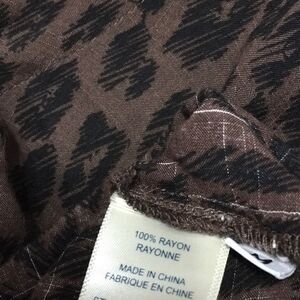 100% RAYON
RAYONNE
MADE IN CHINA
FABRIQUE EN CHINE